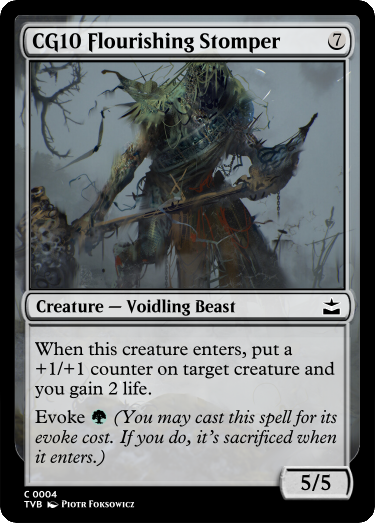 CG10 Flourishing Stomper
7
Creature — Voidling Beast
When this creature enters, put a
+1/+1 counter on target creature and
you gain 2 life.
Evoke (You may cast this spell for its
evoke cost. If you do, it's sacrificed when
it enters.)
5/5
C 0004
TVB Piotr Foksowicz